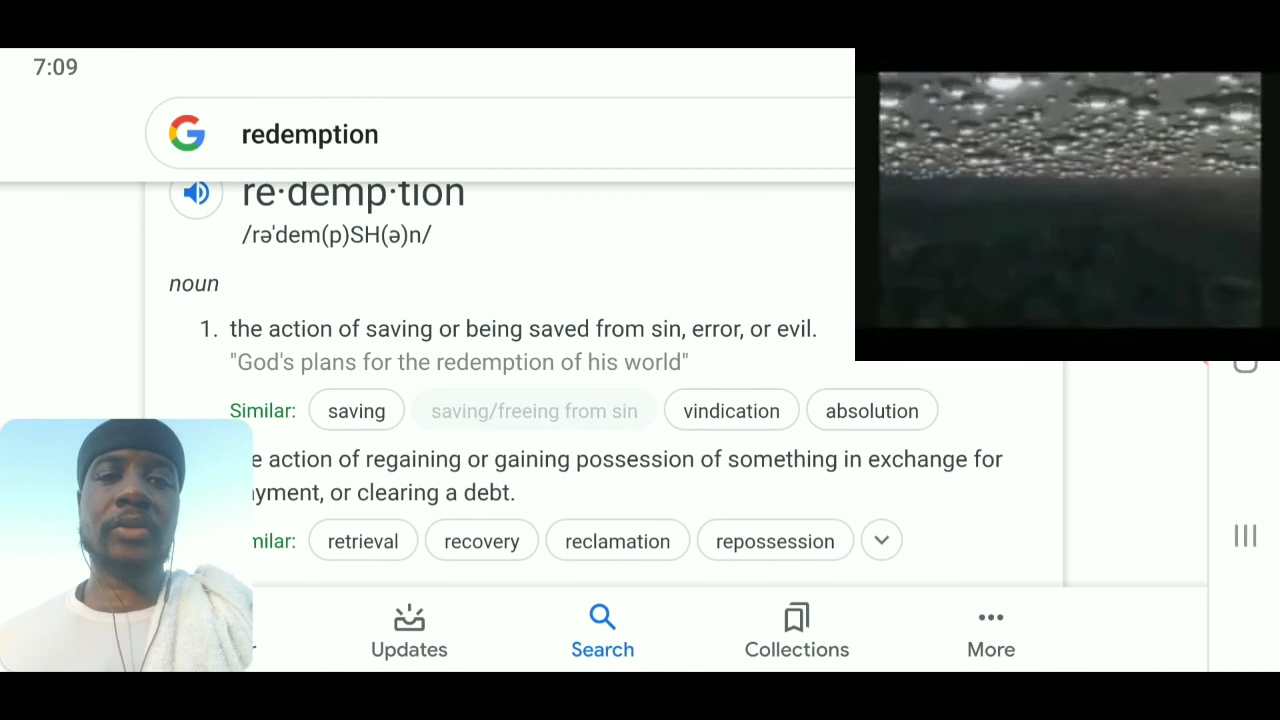 7:09
redemption
re·demp·tion
/rəˈdem(p)SH(ə)n/
noun
1. the action of saving or being saved from sin, error, or evil.
"God's plans for the redemption of his world"
Similar: saving saving/freeing from sin vindication absolution
action of regaining or gaining possession of something in exchange for
or clearing a debt.
retrieval recovery reclamation repossession
Updates Search Collections More